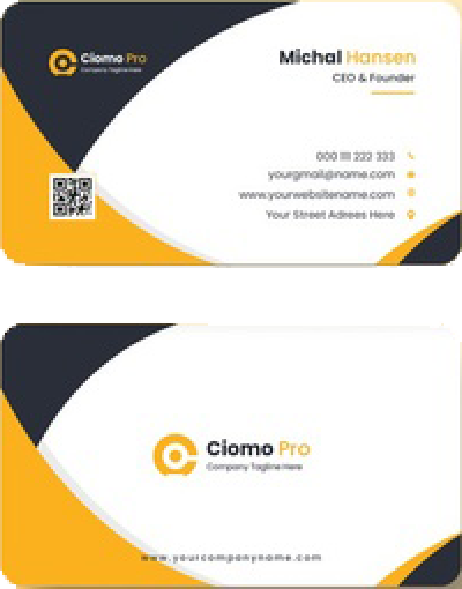 Ciomo Pro
Company Tagline Here
Michal Hansen
CEO & Founder
000 111 222 333
yourgmail@name.com
www.yourwebsitename.com
Your Street Adrees Here
Ciomo Pro
Company Tagline Here
www.yourcompanyname.com